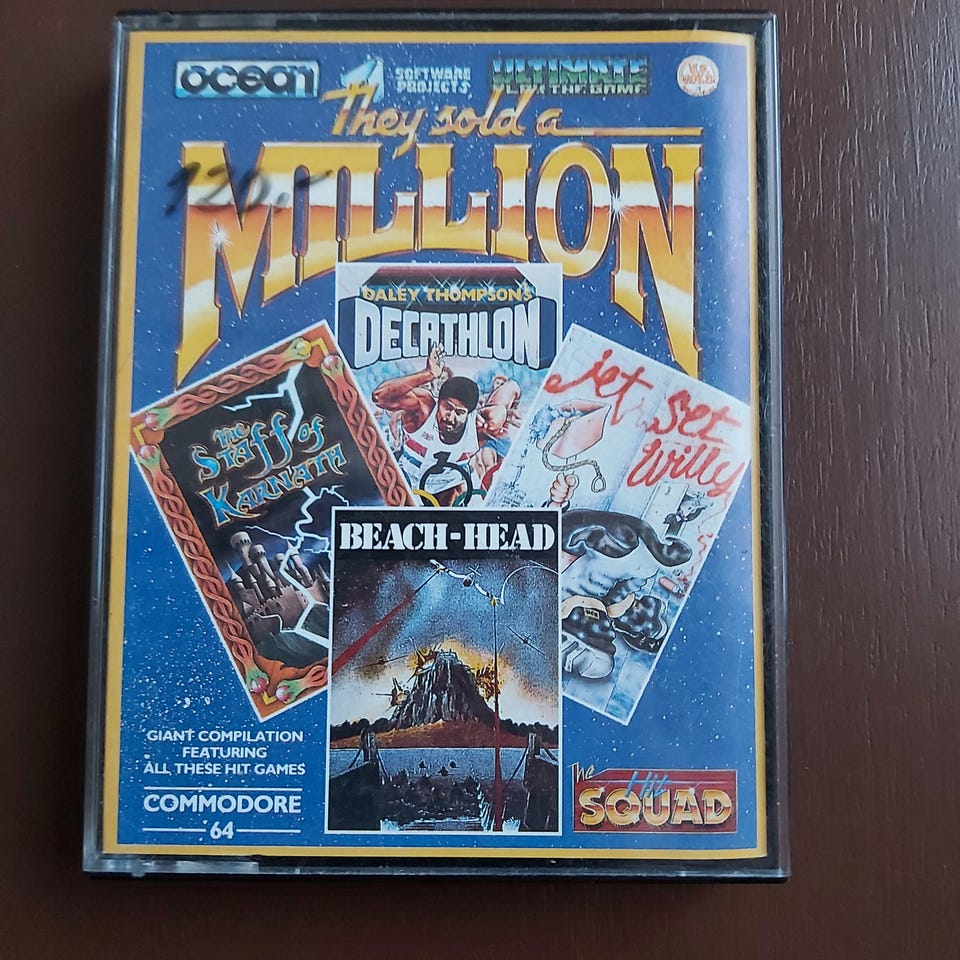 ocean
SOFTWARE
PROJECTS
ULTIMATE
PLAY THE GAME
They sold a
MILLION
120,-
DALEY THOMPSON'S
DECATHLON
The
Staff of
Karnath
Jet Set
Willy
BEACH-HEAD
GIANT COMPILATION
FEATURING
ALL THESE HIT GAMES
COMMODORE
64
The
Hit
SQUAD